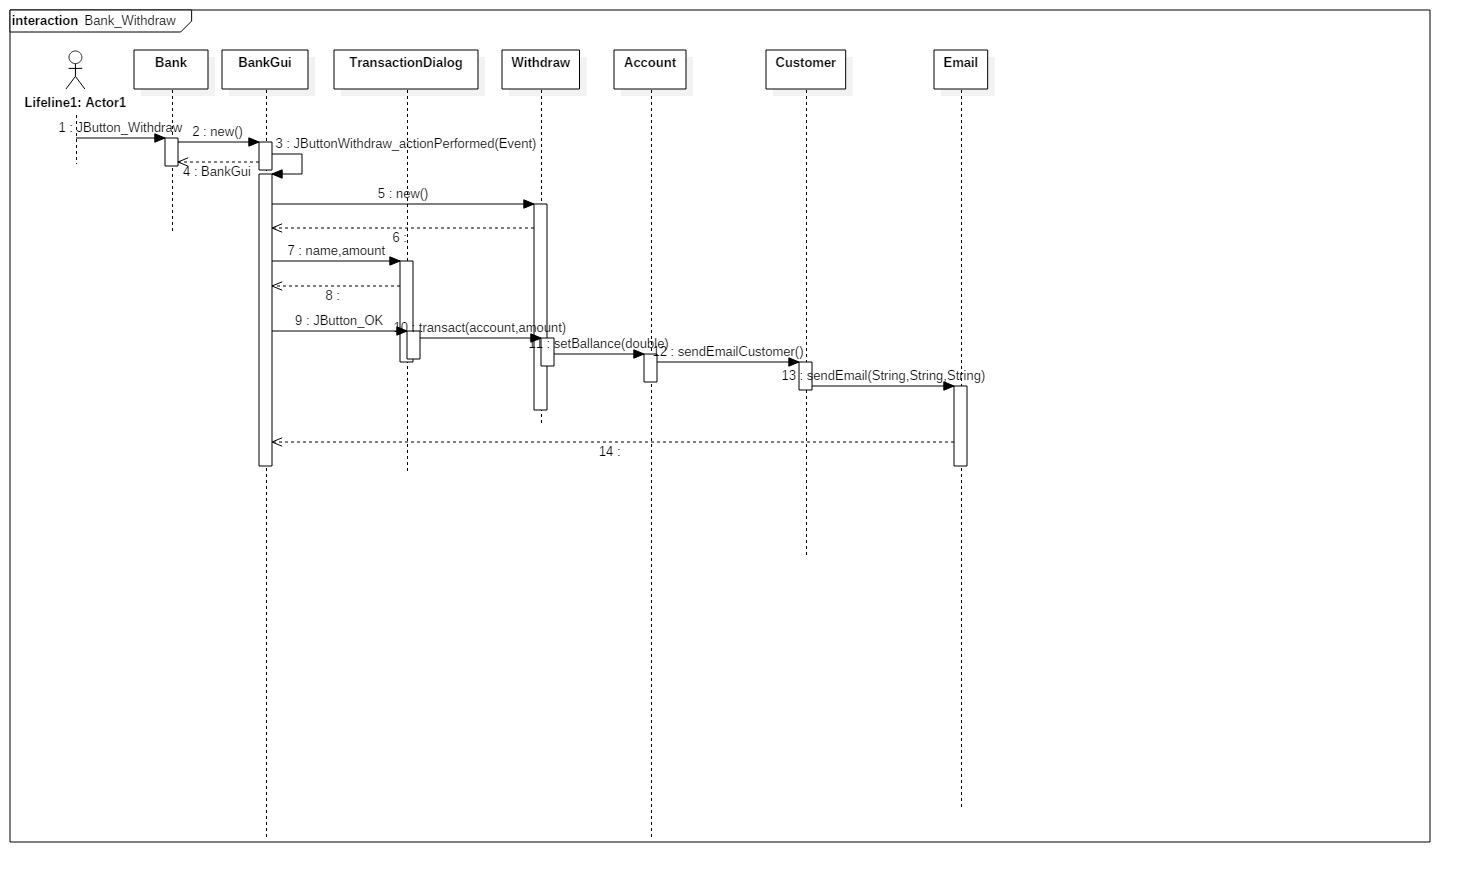 interaction Bank_Withdraw
Bank
BankGui
TransactionDialog
Withdraw
Account
Customer
Email
Lifeline1: Actor1
1 : JButton_Withdraw
2 : new()
3 : JButtonWithdraw_actionPerformed(Event)
4 : BankGui
5 : new()
6 :
7 : name,amount
8 :
9 : JButton_OK
10 : transact(account,amount)
11 : setBallance(double)
12 : sendEmailCustomer()
13 : sendEmail(String,String,String)
14 :